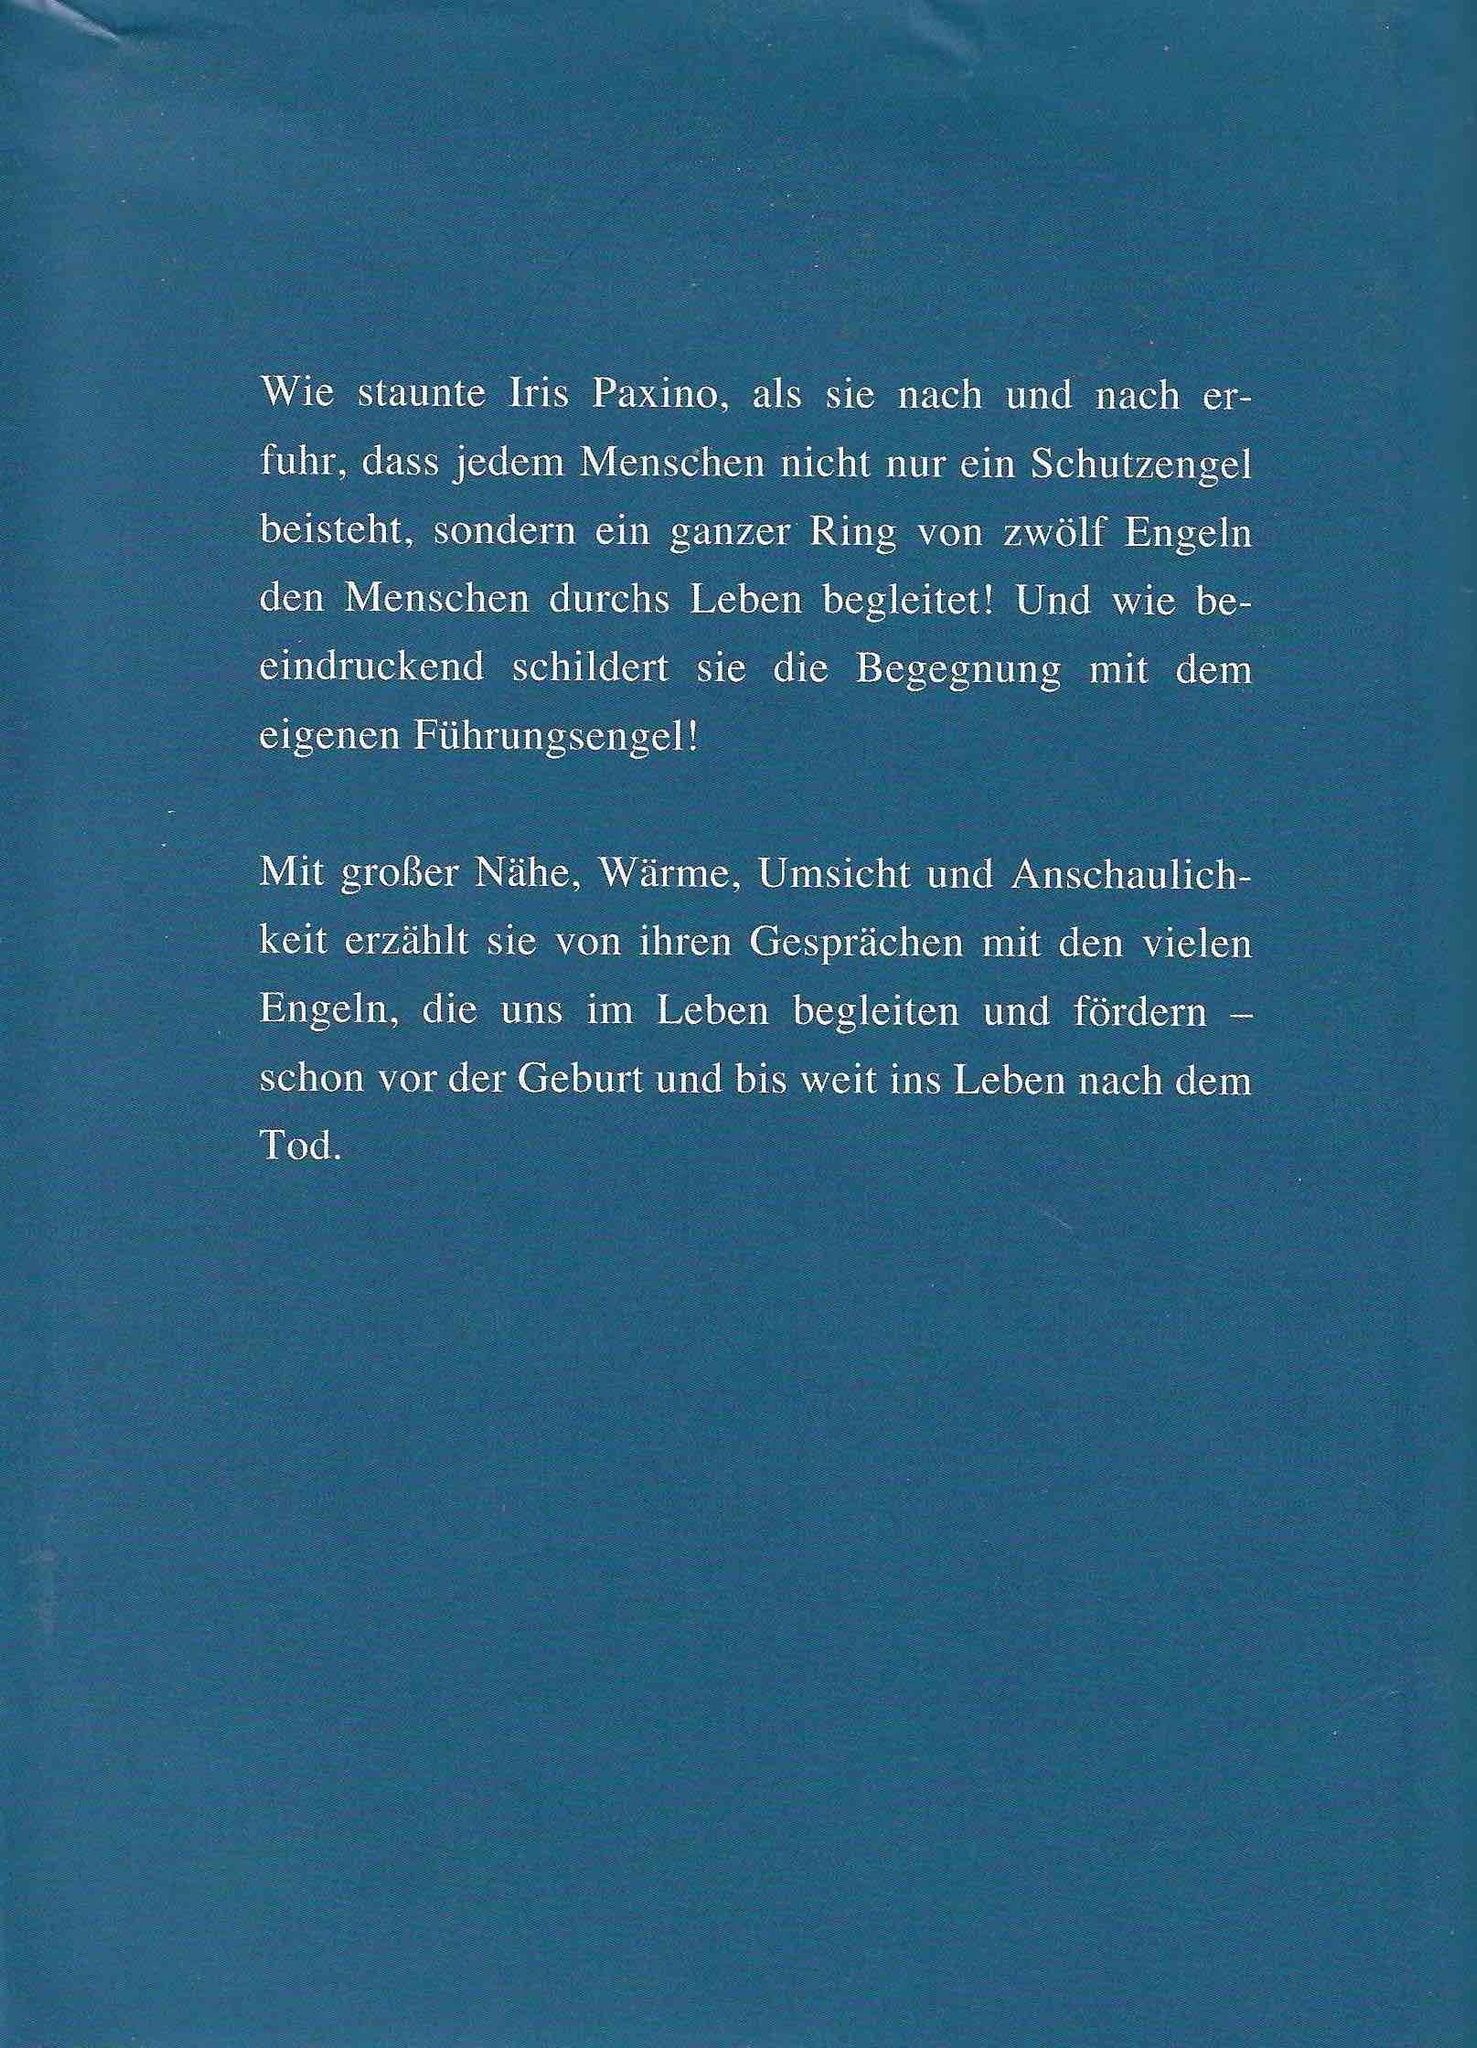 Wie staunte Iris Paxino, als sie nach und nach er-
fuhr, dass jedem Menschen nicht nur ein Schutzengel
beisteht, sondern ein ganzer Ring von zwölf Engeln
den Menschen durchs Leben begleitet! Und wie be-
eindruckend schildert sie die Begegnung mit dem
eigenen Führungsengel!
Mit großer Nähe, Wärme, Umsicht und Anschaulich-
keit erzählt sie von ihren Gesprächen mit den vielen
Engeln, die uns im Leben begleiten und fördern –
schon vor der Geburt und bis weit ins Leben nach dem
Tod.